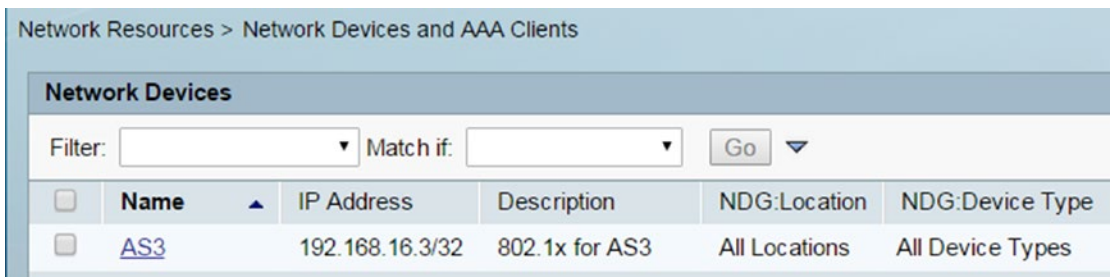 Network Resources > Network Devices and AAA Clients
Network Devices
Filter: Match if: Go
Name IP Address Description NDG:Location NDG:Device Type
AS3 192.168.16.3/32 802.1x for AS3 All Locations All Device Types